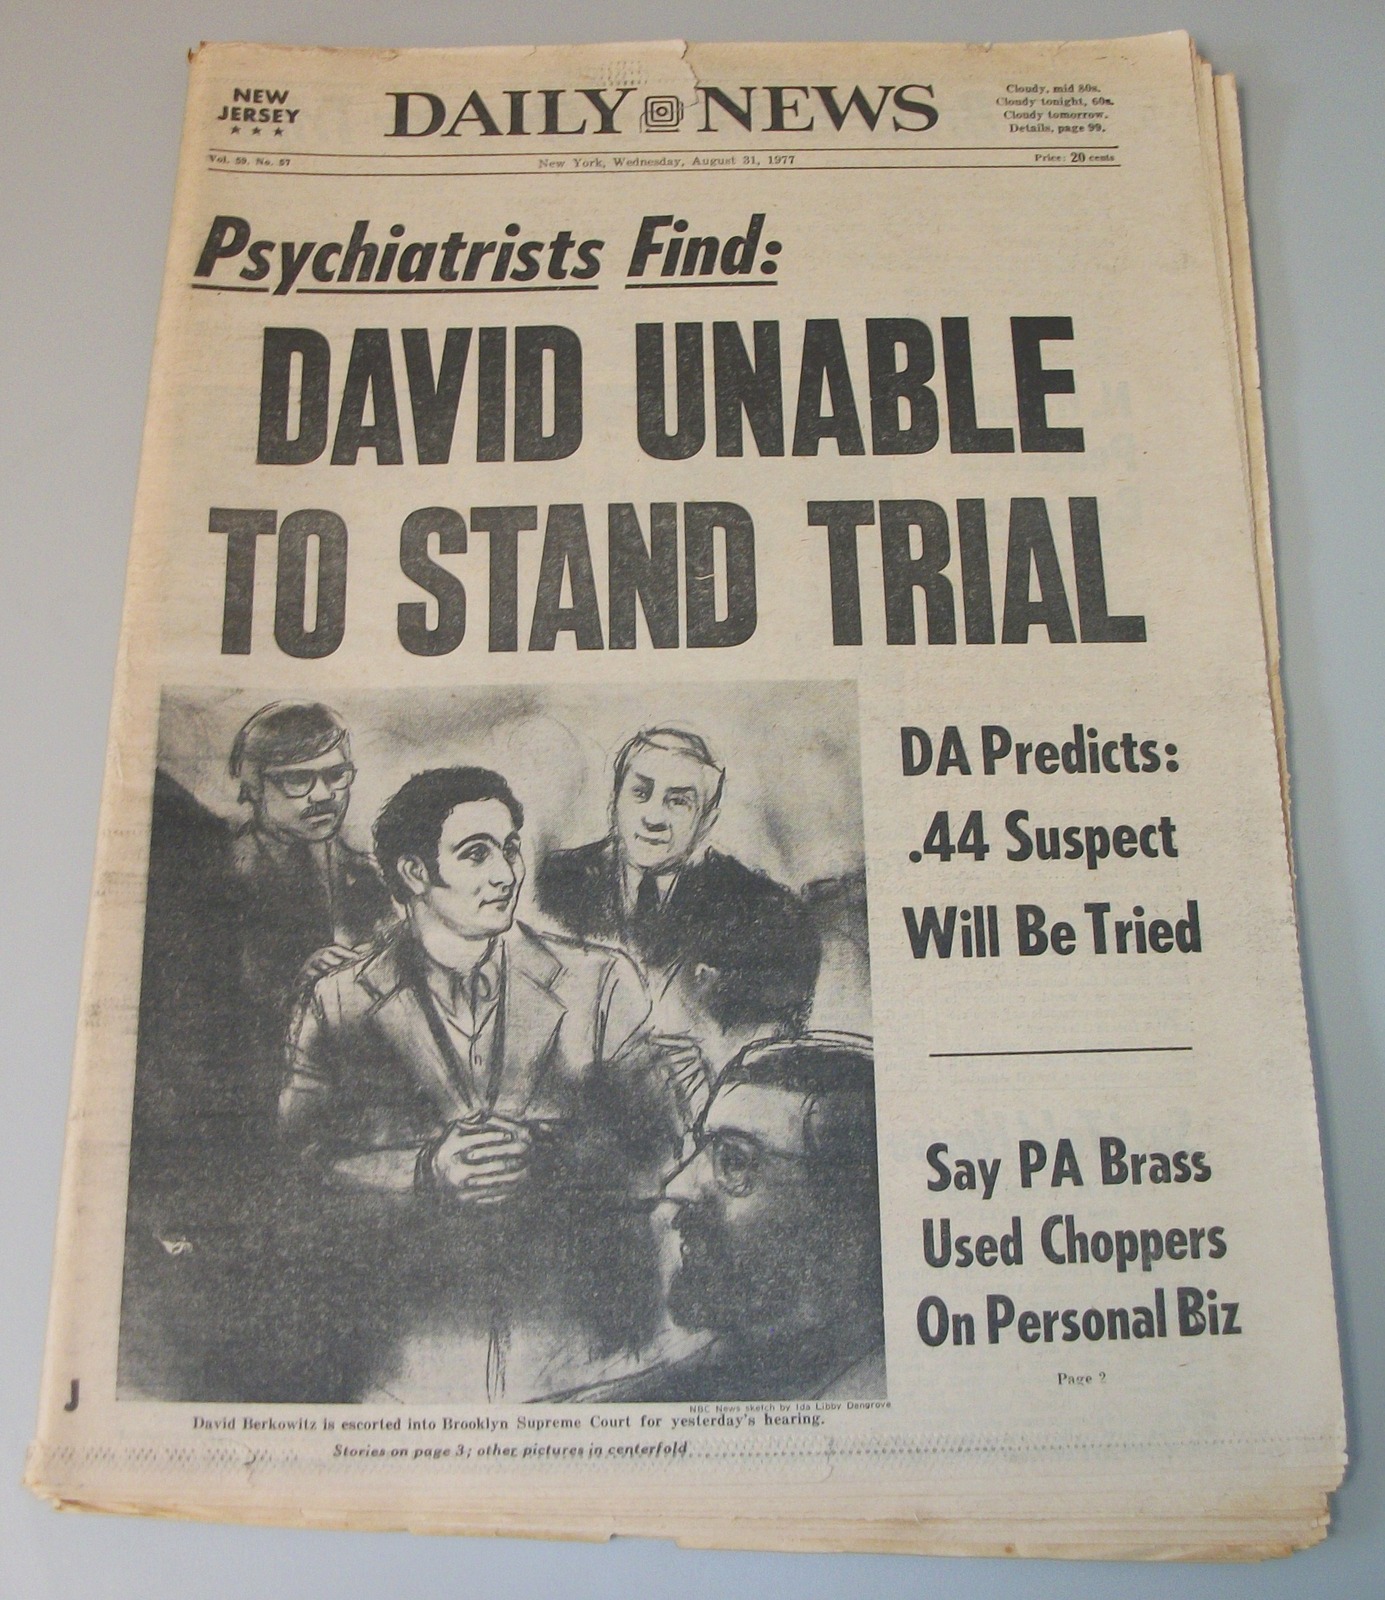 NEW
JERSEY
★ ★ ★
DAILY NEWS
Cloudy, mid 80s.
Cloudy tonight, 60s.
Cloudy tomorrow.
Details, page 99.
Vol. 59. No. 57
New York, Wednesday, August 31, 1977
Price: 20 cents
Psychiatrists Find:
DAVID UNABLE
TO STAND TRIAL
DA Predicts:
.44 Suspect
Will Be Tried
Say PA Brass
Used Choppers
On Personal Biz
Page 2
J
NBC News sketch by Ida Libby Dengrove
David Berkowitz is escorted into Brooklyn Supreme Court for yesterday's hearing.
Stories on page 3; other pictures in centerfold